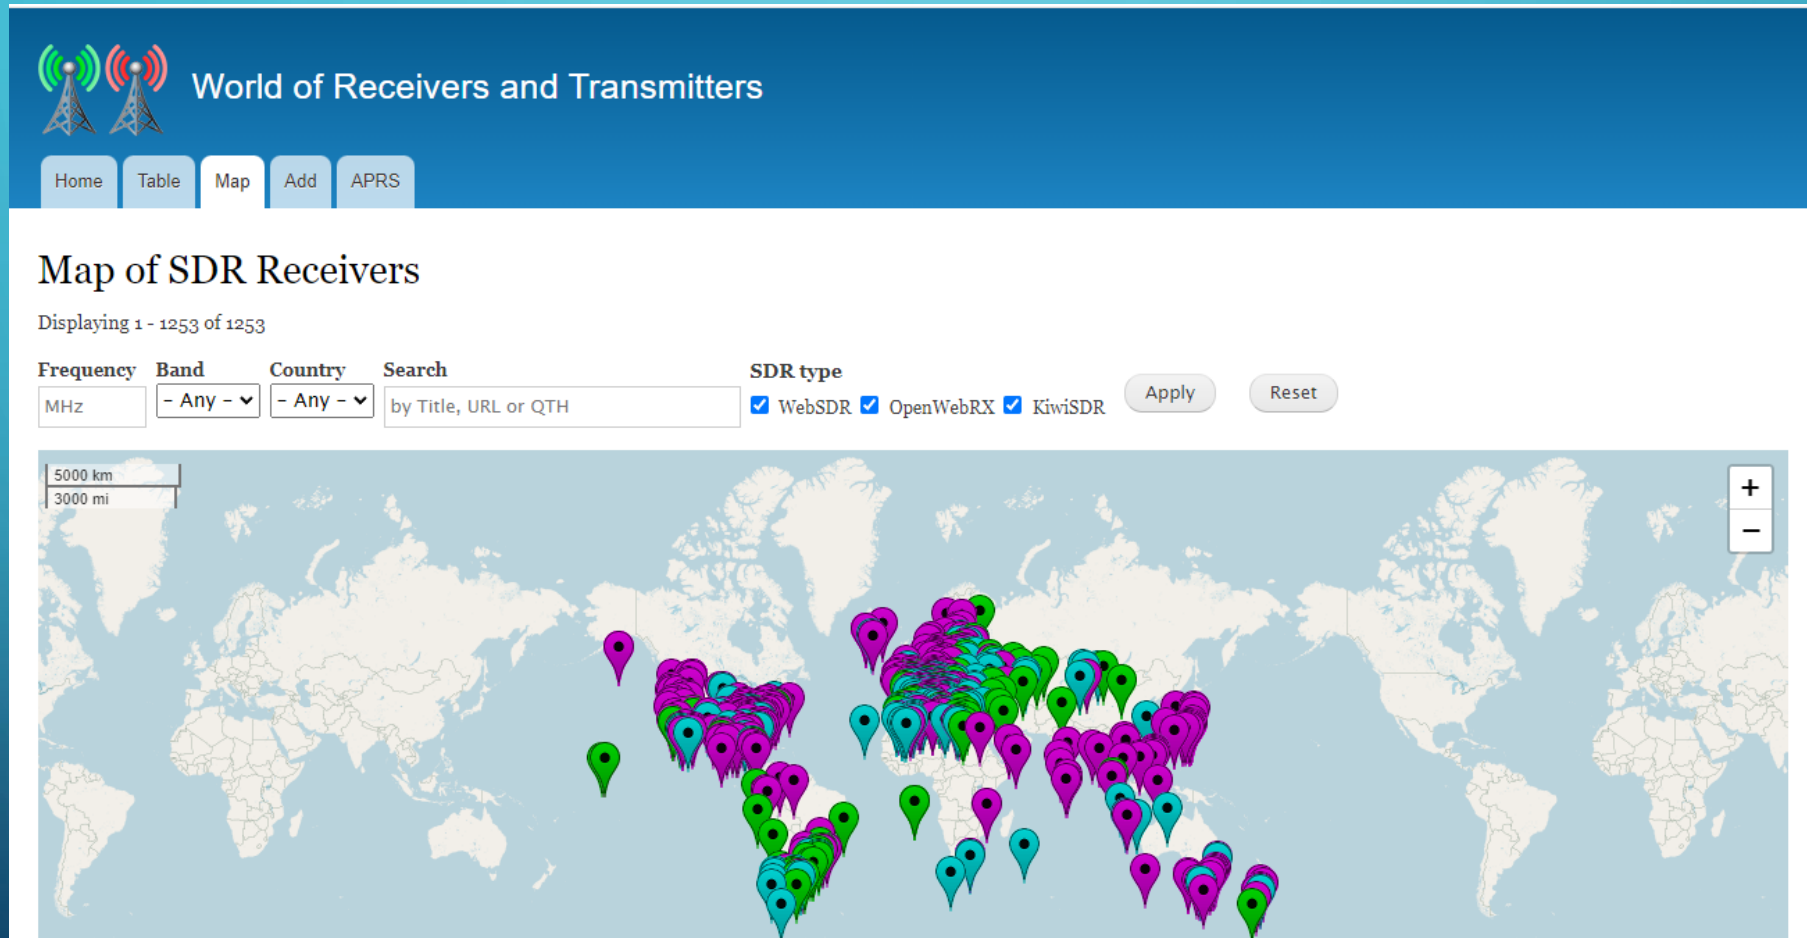 World of Receivers and Transmitters
Home Table Map Add APRS
Map of SDR Receivers
Displaying 1 - 1253 of 1253
Frequency Band Country Search SDR type
MHz - Any - - Any - by Title, URL or QTH WebSDR OpenWebRX KiwiSDR Apply Reset
5000 km
3000 mi
+
−